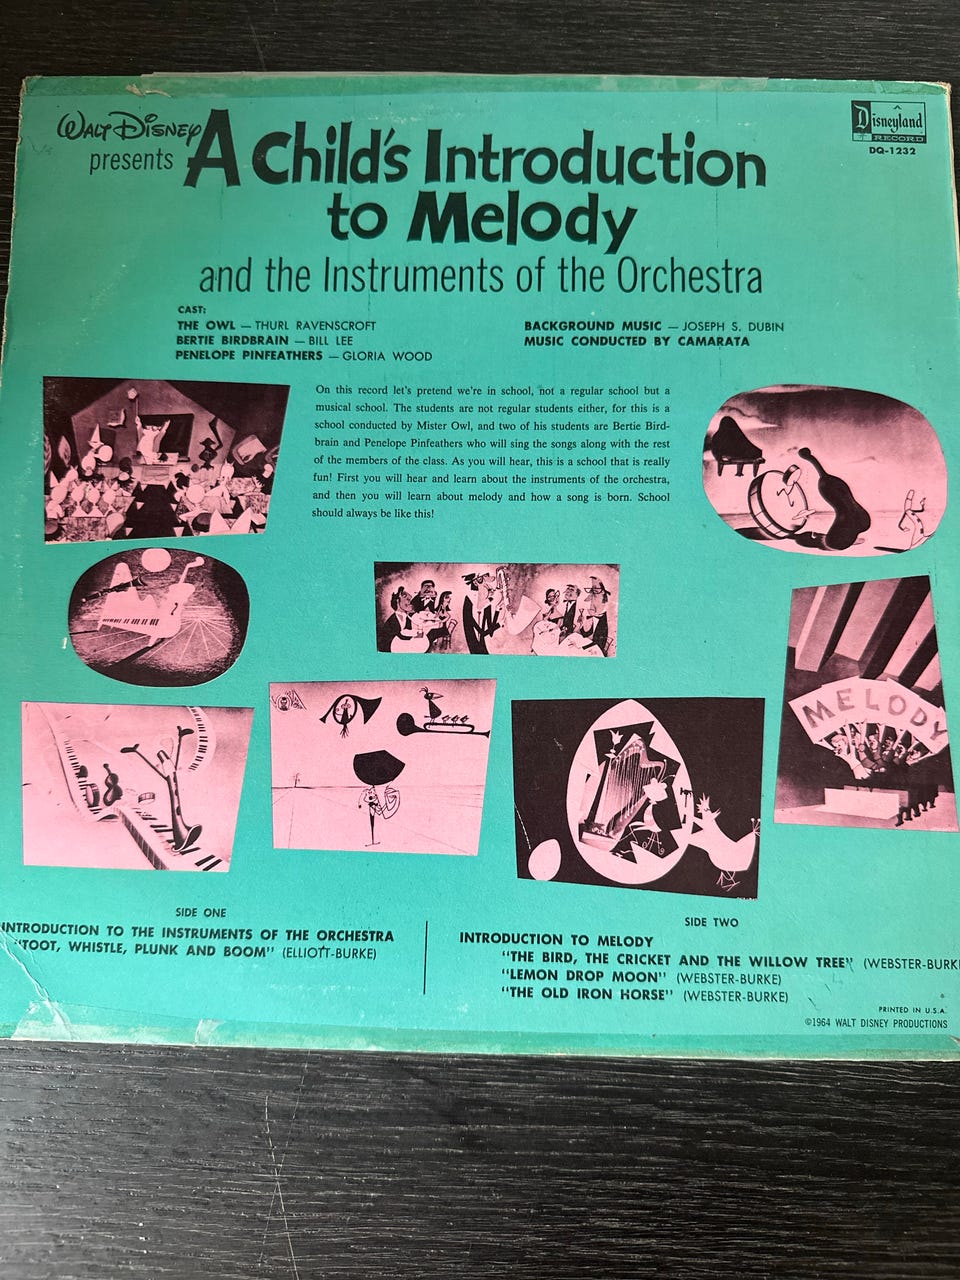 Walt Disney
presents
A Child's Introduction
to Melody
and the Instruments of the Orchestra
Disneyland
RECORD
DQ-1232
CAST:
THE OWL — THURL RAVENSCROFT
BERTIE BIRDBRAIN — BILL LEE
PENELOPE PINFEATHERS — GLORIA WOOD
BACKGROUND MUSIC — JOSEPH S. DUBIN
MUSIC CONDUCTED BY CAMARATA
On this record let's pretend we're in school, not a regular school but a
musical school. The students are not regular students either, for this is a
school conducted by Mister Owl, and two of his students are Bertie Bird-
brain and Penelope Pinfeathers who will sing the songs along with the rest
of the members of the class. As you will hear, this is a school that is really
fun! First you will hear and learn about the instruments of the orchestra,
and then you will learn about melody and how a song is born. School
should always be like this!
MELODY
SIDE ONE
INTRODUCTION TO THE INSTRUMENTS OF THE ORCHESTRA
"TOOT, WHISTLE, PLUNK AND BOOM" (ELLIOTT-BURKE)
SIDE TWO
INTRODUCTION TO MELODY
"THE BIRD, THE CRICKET AND THE WILLOW TREE" (WEBSTER-BURK
"LEMON DROP MOON" (WEBSTER-BURKE)
"THE OLD IRON HORSE" (WEBSTER-BURKE)
PRINTED IN U.S.A.
©1964 WALT DISNEY PRODUCTIONS